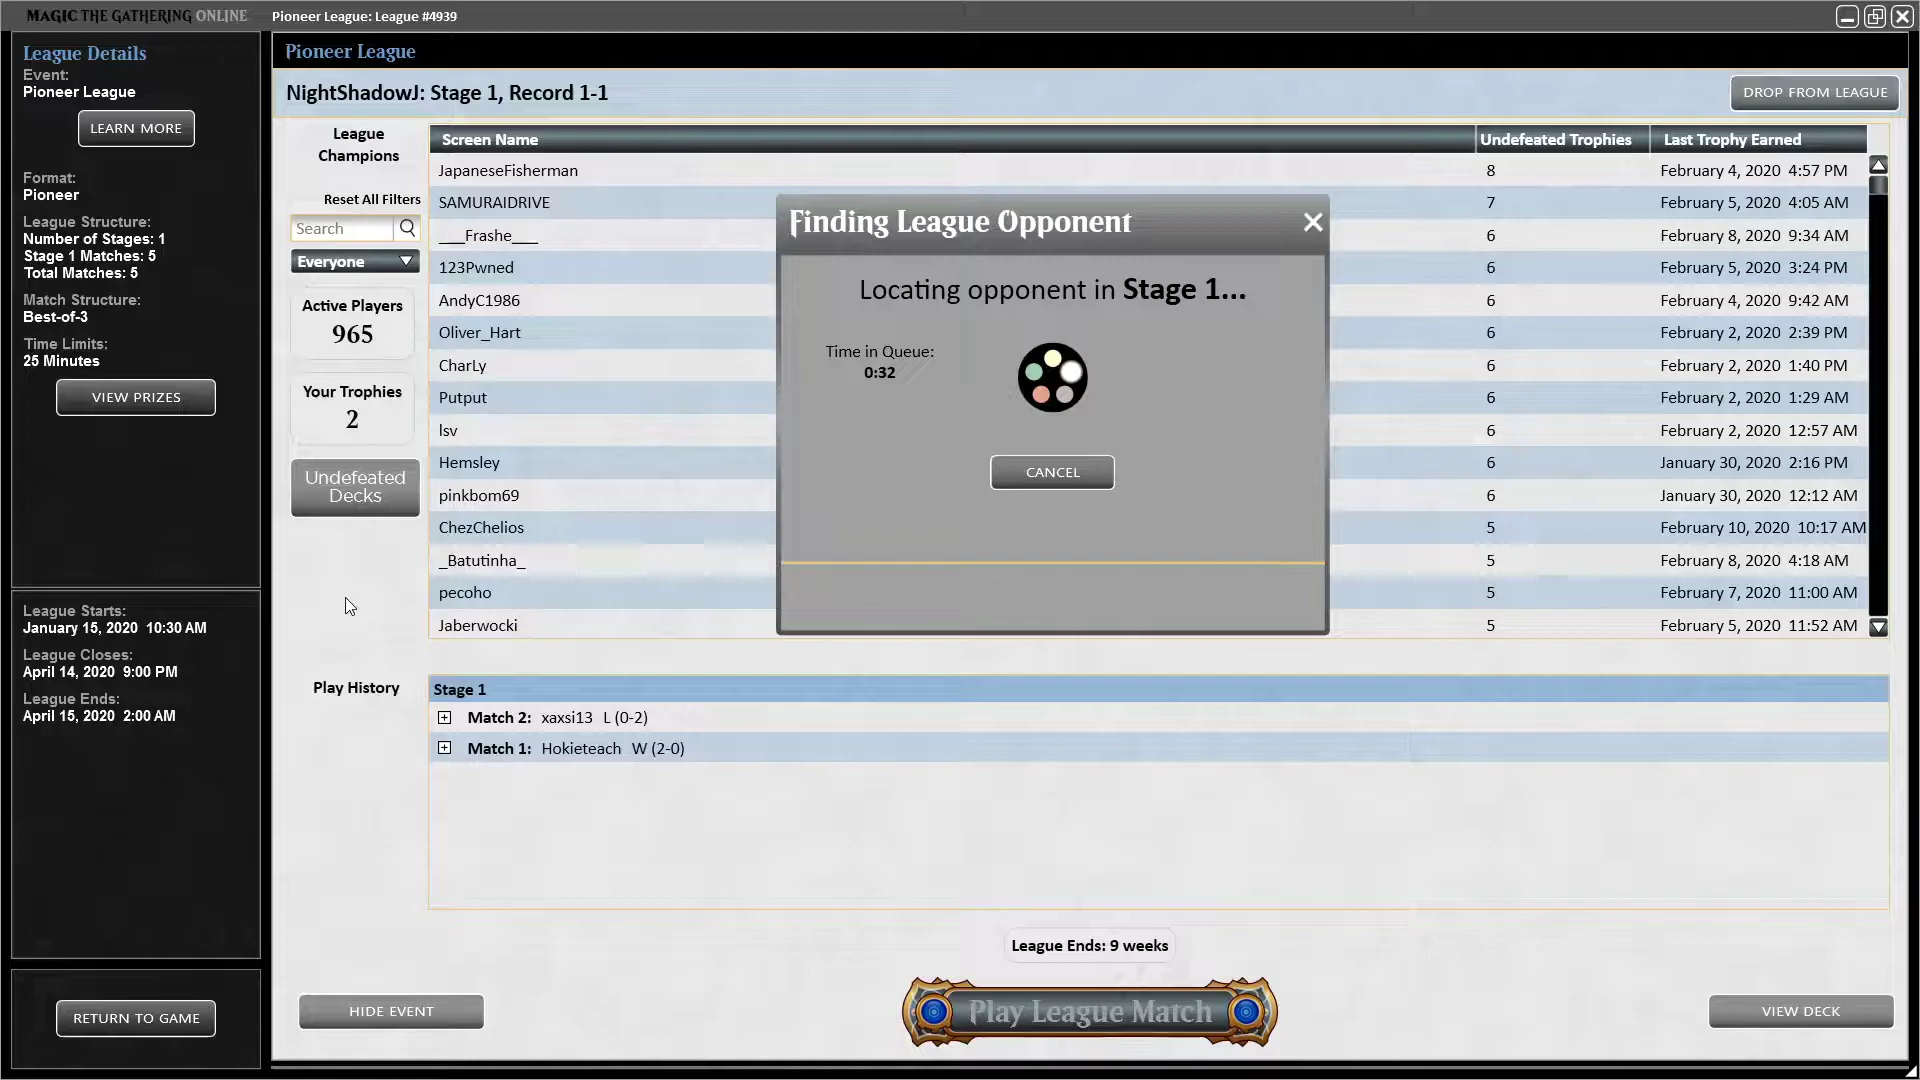 MAGIC THE GATHERING ONLINE
Pioneer League: League #4939
League Details
Event:
Pioneer League
LEARN MORE
Format:
Pioneer
League Structure:
Number of Stages: 1
Stage 1 Matches: 5
Total Matches: 5
Match Structure:
Best-of-3
Time Limits:
25 Minutes
VIEW PRIZES
League Starts:
January 15, 2020 10:30 AM
League Closes:
April 14, 2020 9:00 PM
League Ends:
April 15, 2020 2:00 AM
RETURN TO GAME
Pioneer League
NightShadowJ: Stage 1, Record 1-1
DROP FROM LEAGUE
League
Champions
Reset All Filters
Search
Everyone
Active Players
965
Your Trophies
2
Undefeated
Decks
Screen Name Undefeated Trophies Last Trophy Earned
JapaneseFisherman 8 February 4, 2020 4:57 PM
SAMURAIDRIVE 7 February 5, 2020 4:05 AM
___Frashe___ 6 February 8, 2020 9:34 AM
123Pwned 6 February 5, 2020 3:24 PM
AndyC1986 6 February 4, 2020 9:42 AM
Oliver_Hart 6 February 2, 2020 2:39 PM
CharLy 6 February 2, 2020 1:40 PM
Putput 6 February 2, 2020 1:29 AM
lsv 6 February 2, 2020 12:57 AM
Hemsley 6 January 30, 2020 2:16 PM
pinkbom69 6 January 30, 2020 12:12 AM
ChezChelios 5 February 10, 2020 10:17 AM
_Batutinha_ 5 February 8, 2020 4:18 AM
pecoho 5 February 7, 2020 11:00 AM
Jaberwocki 5 February 5, 2020 11:52 AM
Finding League Opponent
Locating opponent in Stage 1...
Time in Queue:
0:32
CANCEL
Play History
Stage 1
Match 2: xaxsi13 L (0-2)
Match 1: Hokieteach W (2-0)
League Ends: 9 weeks
HIDE EVENT
Play League Match
VIEW DECK